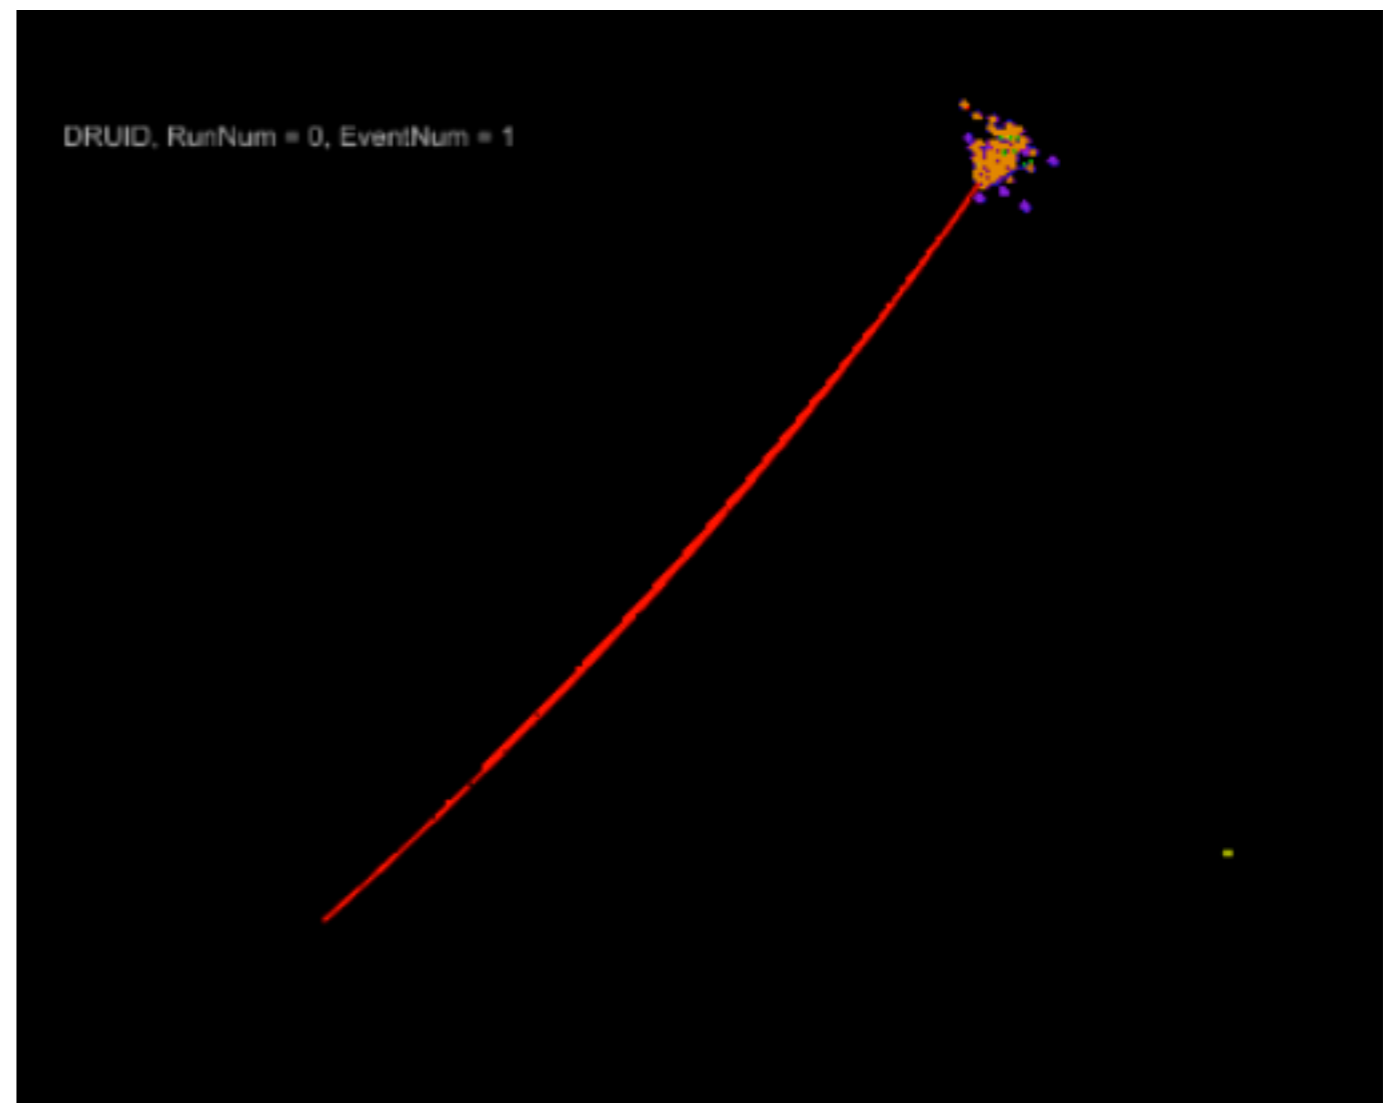 DRUID, RunNum = 0, EventNum = 1